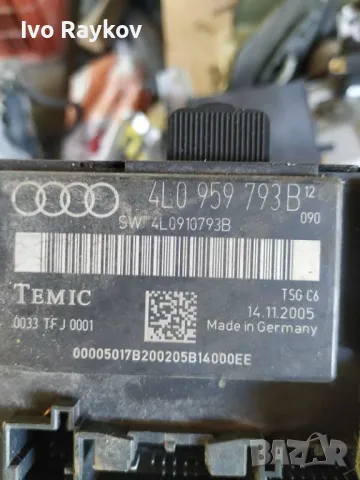 Ivo Raykov
4L0 959 793B 12
090
SW: 4L0910793B
TEMIC
TSG C6
14.11.2005
0033 TFJ 0001
Made in Germany
00005017B200205B14000EE
BAZAR